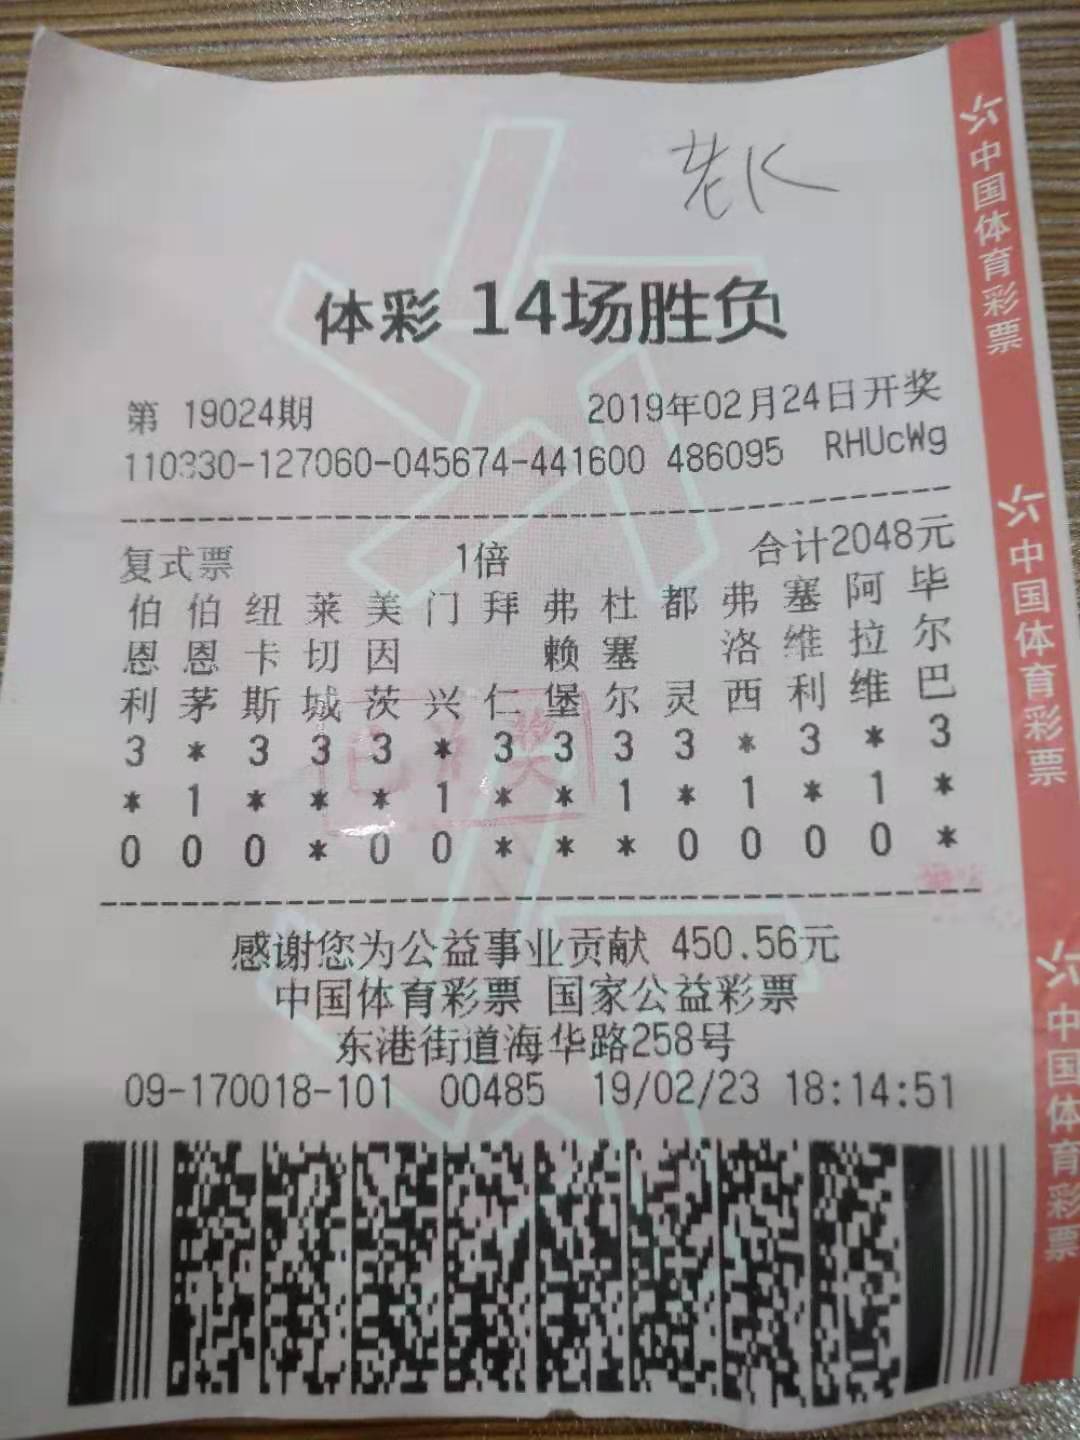 老K
体彩 14场胜负
第 19024期 2019年02月24日开奖
110330-127060-045674-441600 486095 RHUcWg
复式票 1倍 合计2048元
伯 伯 纽 莱 美 门 拜 弗 杜 都 弗 塞 阿 毕
恩 恩 卡 切 因 赖 塞 洛 维 拉 尔
利 茅 斯 城 茨 兴 仁 堡 尔 灵 西 利 维 巴
3 * 3 3 3 * 3 3 3 3 * 3 * 3
* 1 * * * 1 * * 1 * 1 * 1 *
0 0 0 * 0 0 * * * 0 0 0 0 *
已兑奖
感谢您为公益事业贡献 450.56元
中国体育彩票 国家公益彩票
东港街道海华路258号
09-170018-101 00485 19/02/23 18:14:51
中国体育彩票
中国体育彩票
中国体育彩票